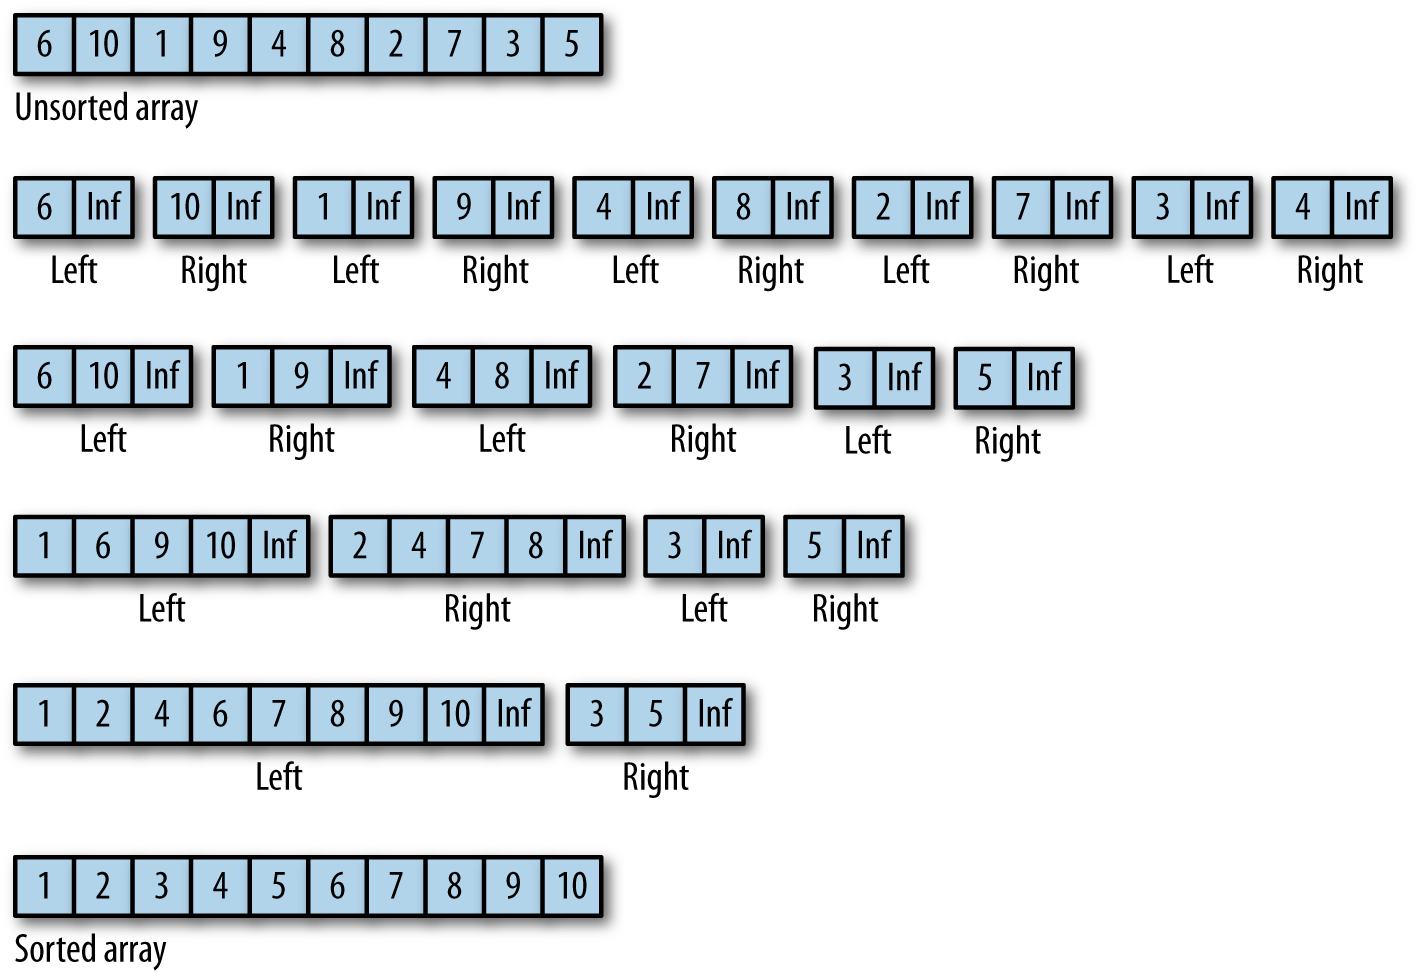 6 10 1 9 4 8 2 7 3 5
Unsorted array
6 Inf 10 Inf 1 Inf 9 Inf 4 Inf 8 Inf 2 Inf 7 Inf 3 Inf 4 Inf
Left Right Left Right Left Right Left Right Left Right
6 10 Inf 1 9 Inf 4 8 Inf 2 7 Inf 3 Inf 5 Inf
Left Right Left Right Left Right
1 6 9 10 Inf 2 4 7 8 Inf 3 Inf 5 Inf
Left Right Left Right
1 2 4 6 7 8 9 10 Inf 3 5 Inf
Left Right
1 2 3 4 5 6 7 8 9 10
Sorted array